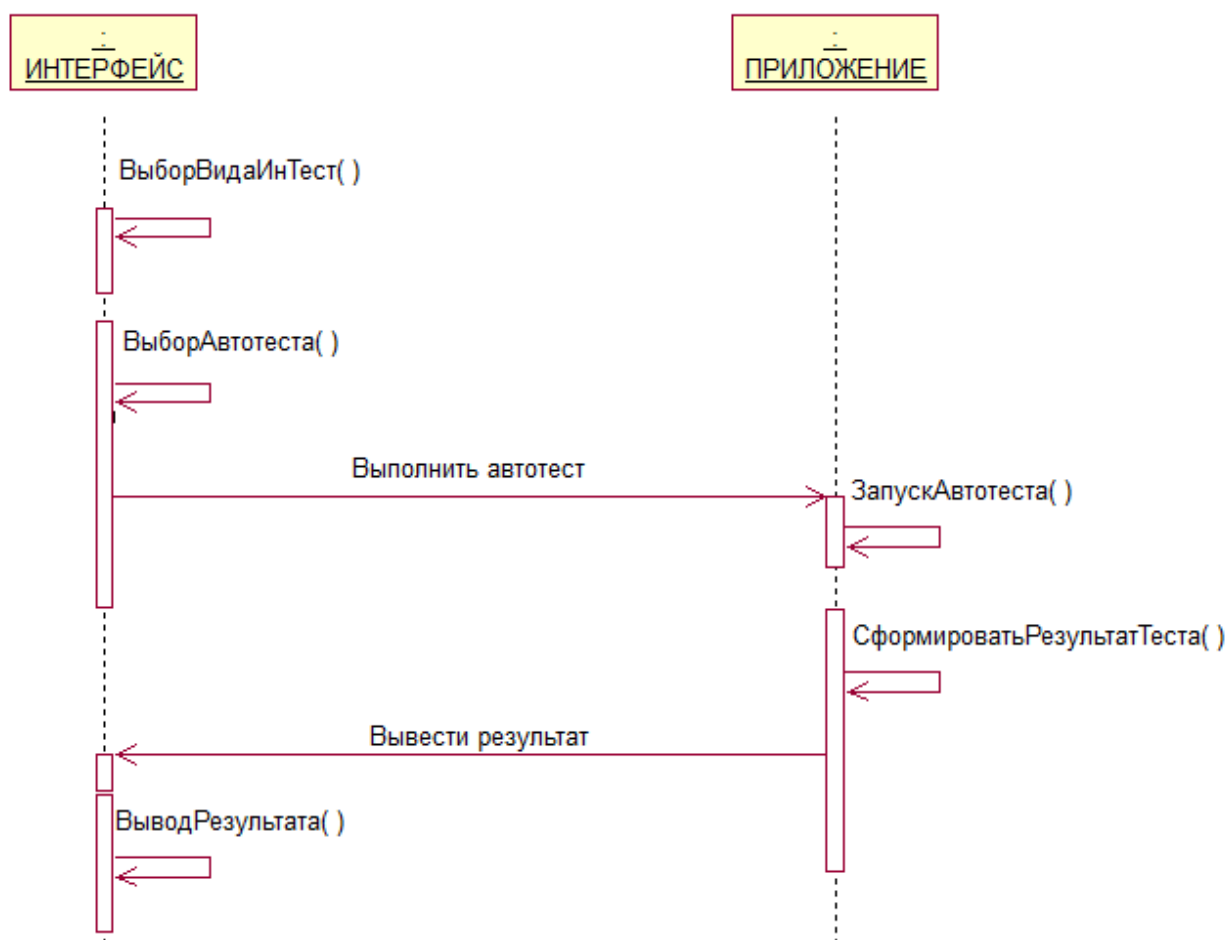 :
ИНТЕРФЕЙС
:
ПРИЛОЖЕНИЕ
ВыборВидаИнТест( )
ВыборАвтотеста( )
Выполнить автотест
ЗапускАвтотеста( )
СформироватьРезультатТеста( )
Вывести результат
ВыводРезультата( )